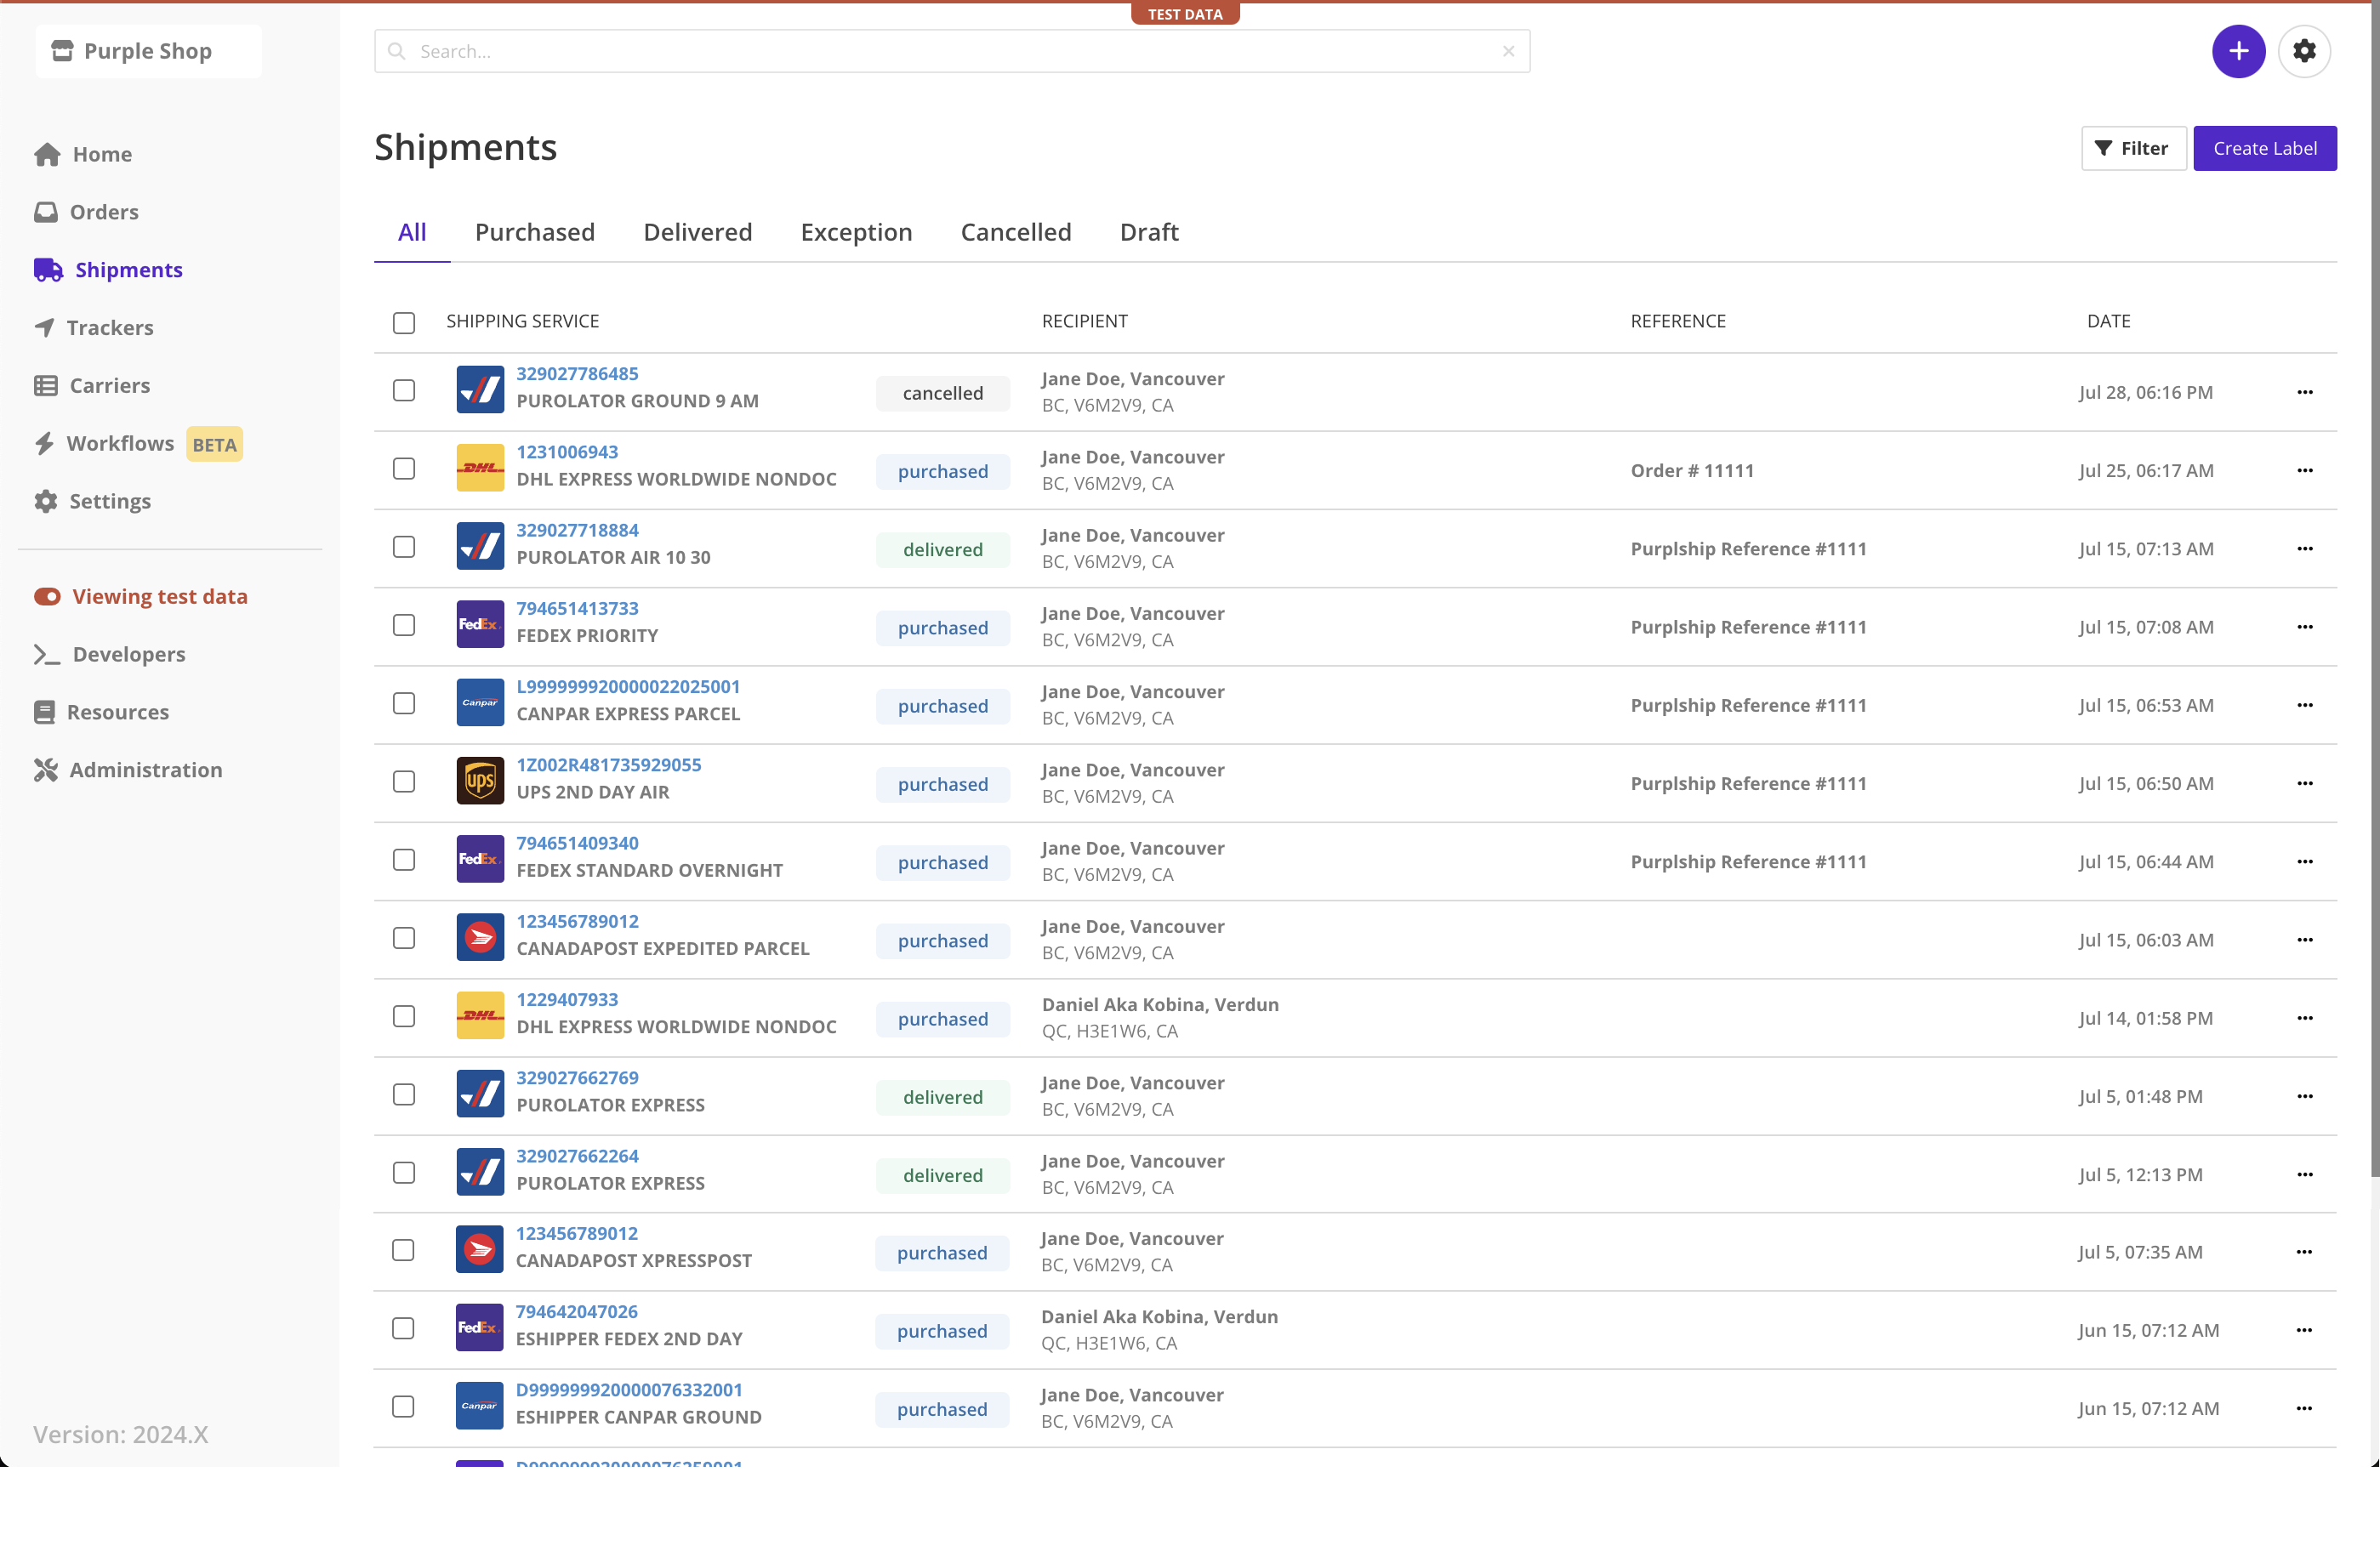 TEST DATA
Purple Shop
Search...
Home
Orders
Shipments
Trackers
Carriers
Workflows BETA
Settings
Viewing test data
Developers
Resources
Administration
Version: 2024.X
Shipments
Filter
Create Label
All Purchased Delivered Exception Cancelled Draft
SHIPPING SERVICE RECIPIENT REFERENCE DATE
329027786485
PUROLATOR GROUND 9 AM
cancelled
Jane Doe, Vancouver
BC, V6M2V9, CA
Jul 28, 06:16 PM
DHL
1231006943
DHL EXPRESS WORLDWIDE NONDOC
purchased
Jane Doe, Vancouver
BC, V6M2V9, CA
Order # 11111
Jul 25, 06:17 AM
329027718884
PUROLATOR AIR 10 30
delivered
Jane Doe, Vancouver
BC, V6M2V9, CA
Purplship Reference #1111
Jul 15, 07:13 AM
FedEx
794651413733
FEDEX PRIORITY
purchased
Jane Doe, Vancouver
BC, V6M2V9, CA
Purplship Reference #1111
Jul 15, 07:08 AM
Canpar
L999999920000022025001
CANPAR EXPRESS PARCEL
purchased
Jane Doe, Vancouver
BC, V6M2V9, CA
Purplship Reference #1111
Jul 15, 06:53 AM
ups
1Z002R481735929055
UPS 2ND DAY AIR
purchased
Jane Doe, Vancouver
BC, V6M2V9, CA
Purplship Reference #1111
Jul 15, 06:50 AM
FedEx
794651409340
FEDEX STANDARD OVERNIGHT
purchased
Jane Doe, Vancouver
BC, V6M2V9, CA
Purplship Reference #1111
Jul 15, 06:44 AM
123456789012
CANADAPOST EXPEDITED PARCEL
purchased
Jane Doe, Vancouver
BC, V6M2V9, CA
Jul 15, 06:03 AM
DHL
1229407933
DHL EXPRESS WORLDWIDE NONDOC
purchased
Daniel Aka Kobina, Verdun
QC, H3E1W6, CA
Jul 14, 01:58 PM
329027662769
PUROLATOR EXPRESS
delivered
Jane Doe, Vancouver
BC, V6M2V9, CA
Jul 5, 01:48 PM
329027662264
PUROLATOR EXPRESS
delivered
Jane Doe, Vancouver
BC, V6M2V9, CA
Jul 5, 12:13 PM
123456789012
CANADAPOST XPRESSPOST
purchased
Jane Doe, Vancouver
BC, V6M2V9, CA
Jul 5, 07:35 AM
FedEx
794642047026
ESHIPPER FEDEX 2ND DAY
purchased
Daniel Aka Kobina, Verdun
QC, H3E1W6, CA
Jun 15, 07:12 AM
Canpar
D999999920000076332001
ESHIPPER CANPAR GROUND
purchased
Jane Doe, Vancouver
BC, V6M2V9, CA
Jun 15, 07:12 AM